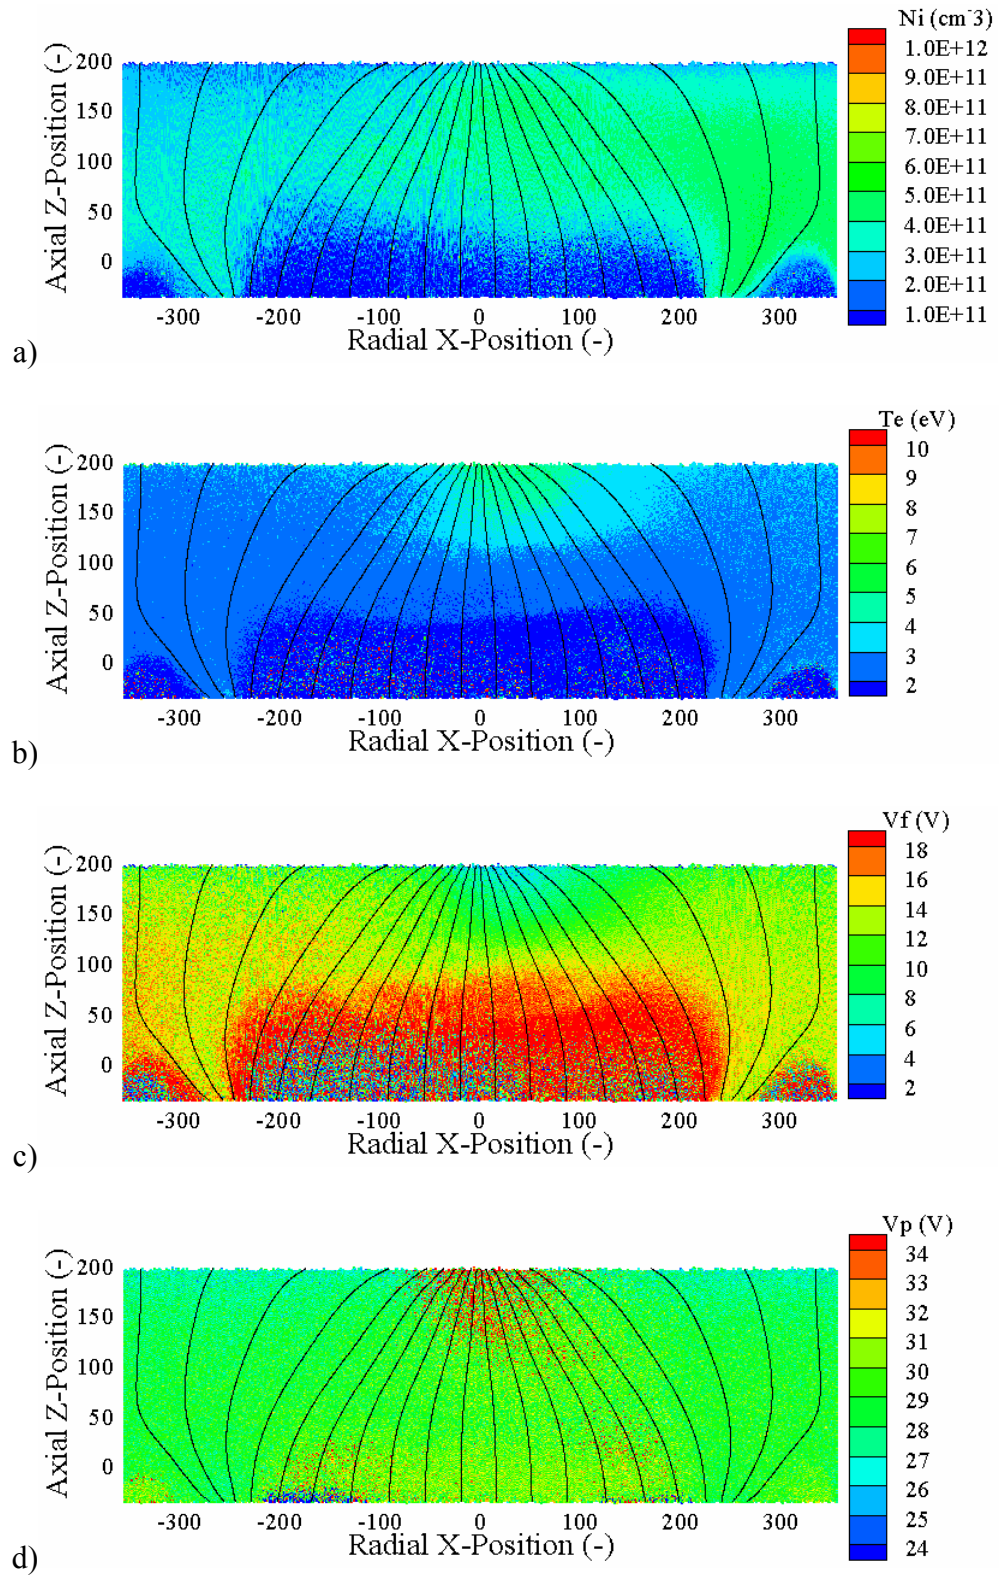 Ni (cm-3)
1.0E+12
9.0E+11
8.0E+11
7.0E+11
6.0E+11
5.0E+11
4.0E+11
3.0E+11
2.0E+11
1.0E+11
Axial Z-Position (-)
200
150
100
50
0
-300 -200 -100 0 100 200 300
Radial X-Position (-)
a)
Te (eV)
10
9
8
7
6
5
4
3
2
Axial Z-Position (-)
200
150
100
50
0
-300 -200 -100 0 100 200 300
Radial X-Position (-)
b)
Vf (V)
18
16
14
12
10
8
6
4
2
Axial Z-Position (-)
200
150
100
50
0
-300 -200 -100 0 100 200 300
Radial X-Position (-)
c)
Vp (V)
34
33
32
31
30
29
28
27
26
25
24
Axial Z-Position (-)
200
150
100
50
0
-300 -200 -100 0 100 200 300
Radial X-Position (-)
d)